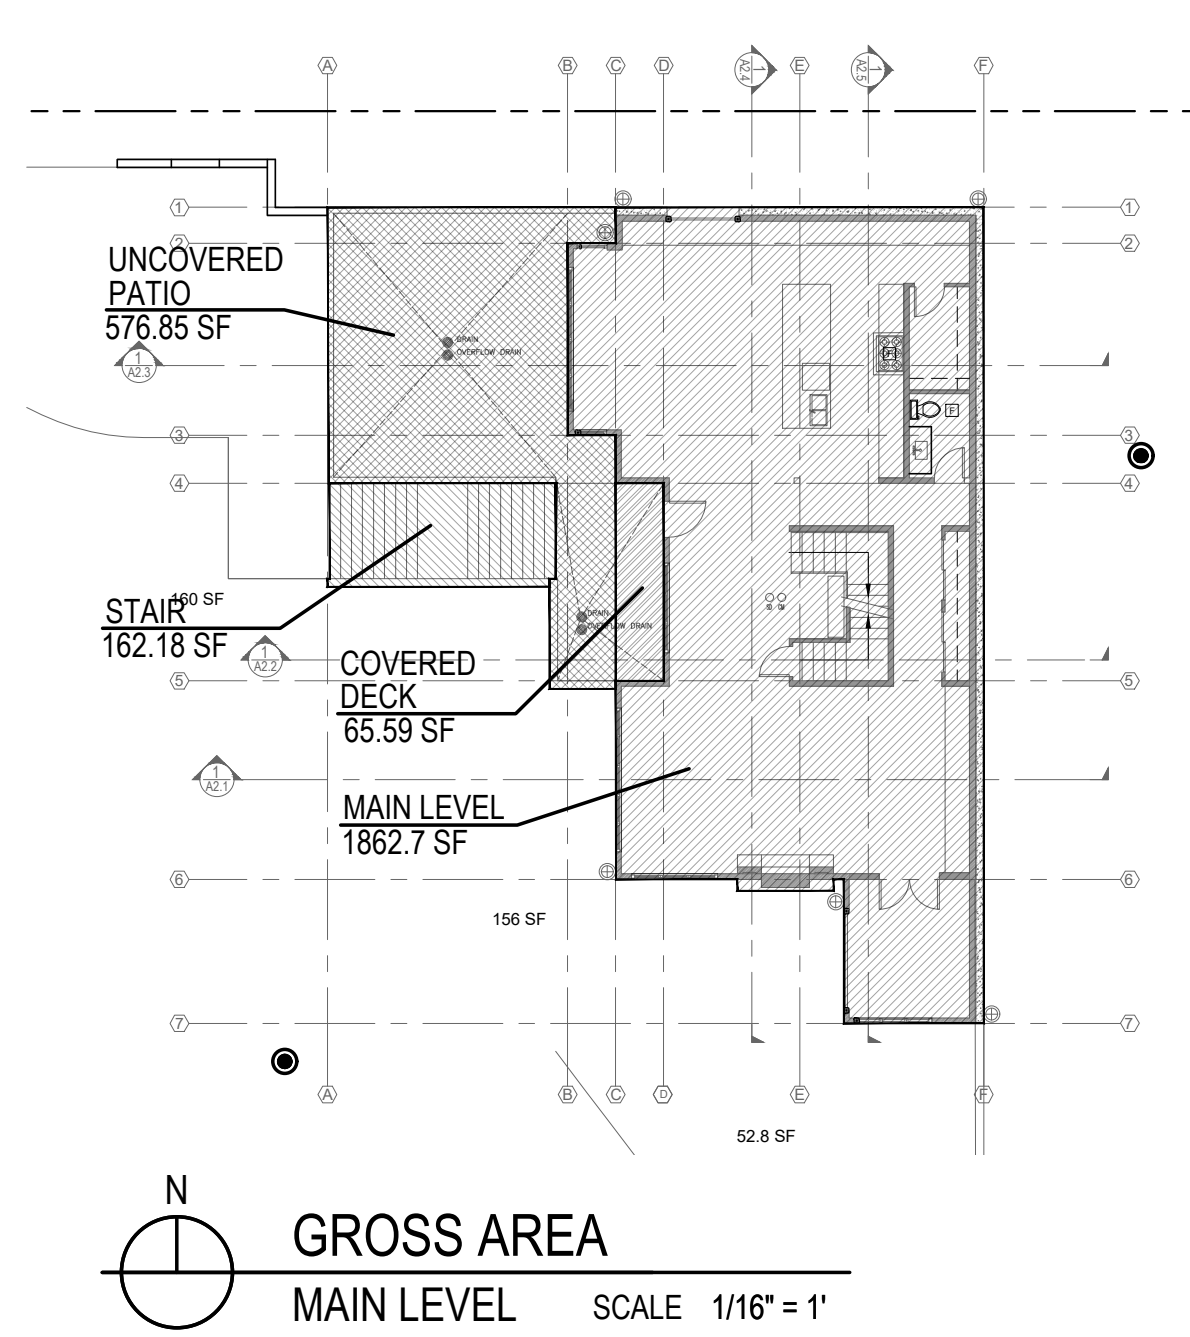 A B C D 1 A2.4 E 1 A2.5 F
1 1
2 2
UNCOVERED
PATIO
576.85 SF
DRAIN
OVERFLOW DRAIN
1
A2.3
F
3 3
4 4
160 SF
STAIR
162.18 SF
DRAIN
OVERFLOW DRAIN
1
A2.2
COVERED
DECK
65.59 SF
5 5
1
A2.1
MAIN LEVEL
1862.7 SF
6 6
156 SF
7 7
A B C D E F
52.8 SF
N
GROSS AREA
MAIN LEVEL SCALE 1/16" = 1'